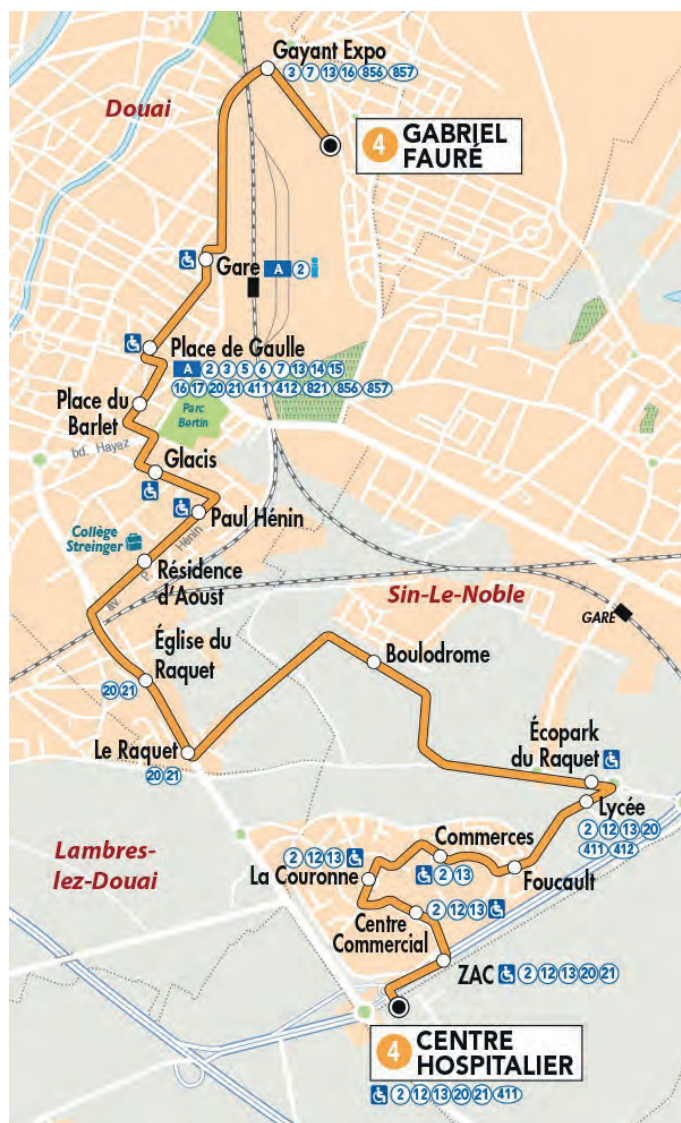 Gayant Expo
3 7 13 16 856 857
Douai
4 GABRIEL
FAURÉ
Gare A 2 i
Place de Gaulle
A 2 3 5 6 7 13 14 15
16 17 20 21 411 412 821 856 857
Place du
Barlet
Parc
Bertin
bd. Hayez
Glacis
Paul Hénin
Collège
Streinger
av. P. Hénin
Résidence
d'Aoust
Sin-Le-Noble
GARE
Église du
Raquet
20 21
Boulodrome
Le Raquet
20 21
Écopark
du Raquet
Lycée
2 12 13 20
411 412
Lambres-
lez-Douai
2 12 13
La Couronne
Commerces
2 13
Foucault
Centre
Commercial
2 12 13
ZAC 2 12 13 20 21
4 CENTRE
HOSPITALIER
2 12 13 20 21 411